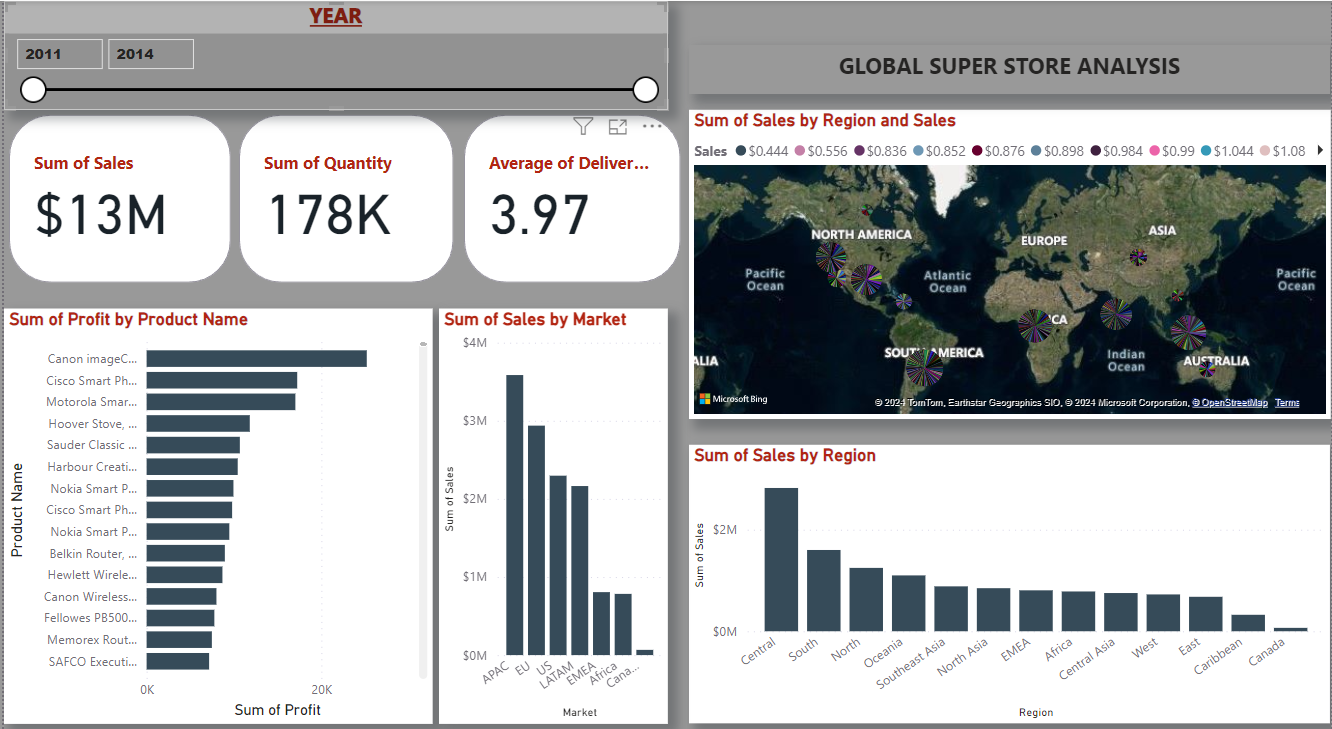 YEAR
2011 2014
Sum of Sales
$13M
Sum of Quantity
178K
Average of Deliver...
3.97
GLOBAL SUPER STORE ANALYSIS
Sum of Sales by Region and Sales
Sales $0.444 $0.556 $0.836 $0.852 $0.876 $0.898 $0.984 $0.99 $1.044 $1.08
NORTH AMERICA
EUROPE
ASIA
Pacific
Ocean
Atlantic
Ocean
Pacific
Ocean
CA
SOUTH AMERICA
Indian
Ocean
ALIA
AUSTRALIA
Microsoft Bing
© 2024 TomTom, Earthstar Geographics SIO, © 2024 Microsoft Corporation, © OpenStreetMap Terms
Sum of Profit by Product Name
Product Name
Canon imageC...
Cisco Smart Ph...
Motorola Smar...
Hoover Stove, ...
Sauder Classic ...
Harbour Creati...
Nokia Smart P...
Cisco Smart Ph...
Nokia Smart P...
Belkin Router, ...
Hewlett Wirele...
Canon Wireless...
Fellowes PB500...
Memorex Rout...
SAFCO Executi...
0K 20K
Sum of Profit
Sum of Sales by Market
Sum of Sales
$4M
$3M
$2M
$1M
$0M
APAC EU US LATAM EMEA Africa Cana...
Market
Sum of Sales by Region
Sum of Sales
$2M
$0M
Central South North Oceania Southeast Asia North Asia EMEA Africa Central Asia West East Caribbean Canada
Region